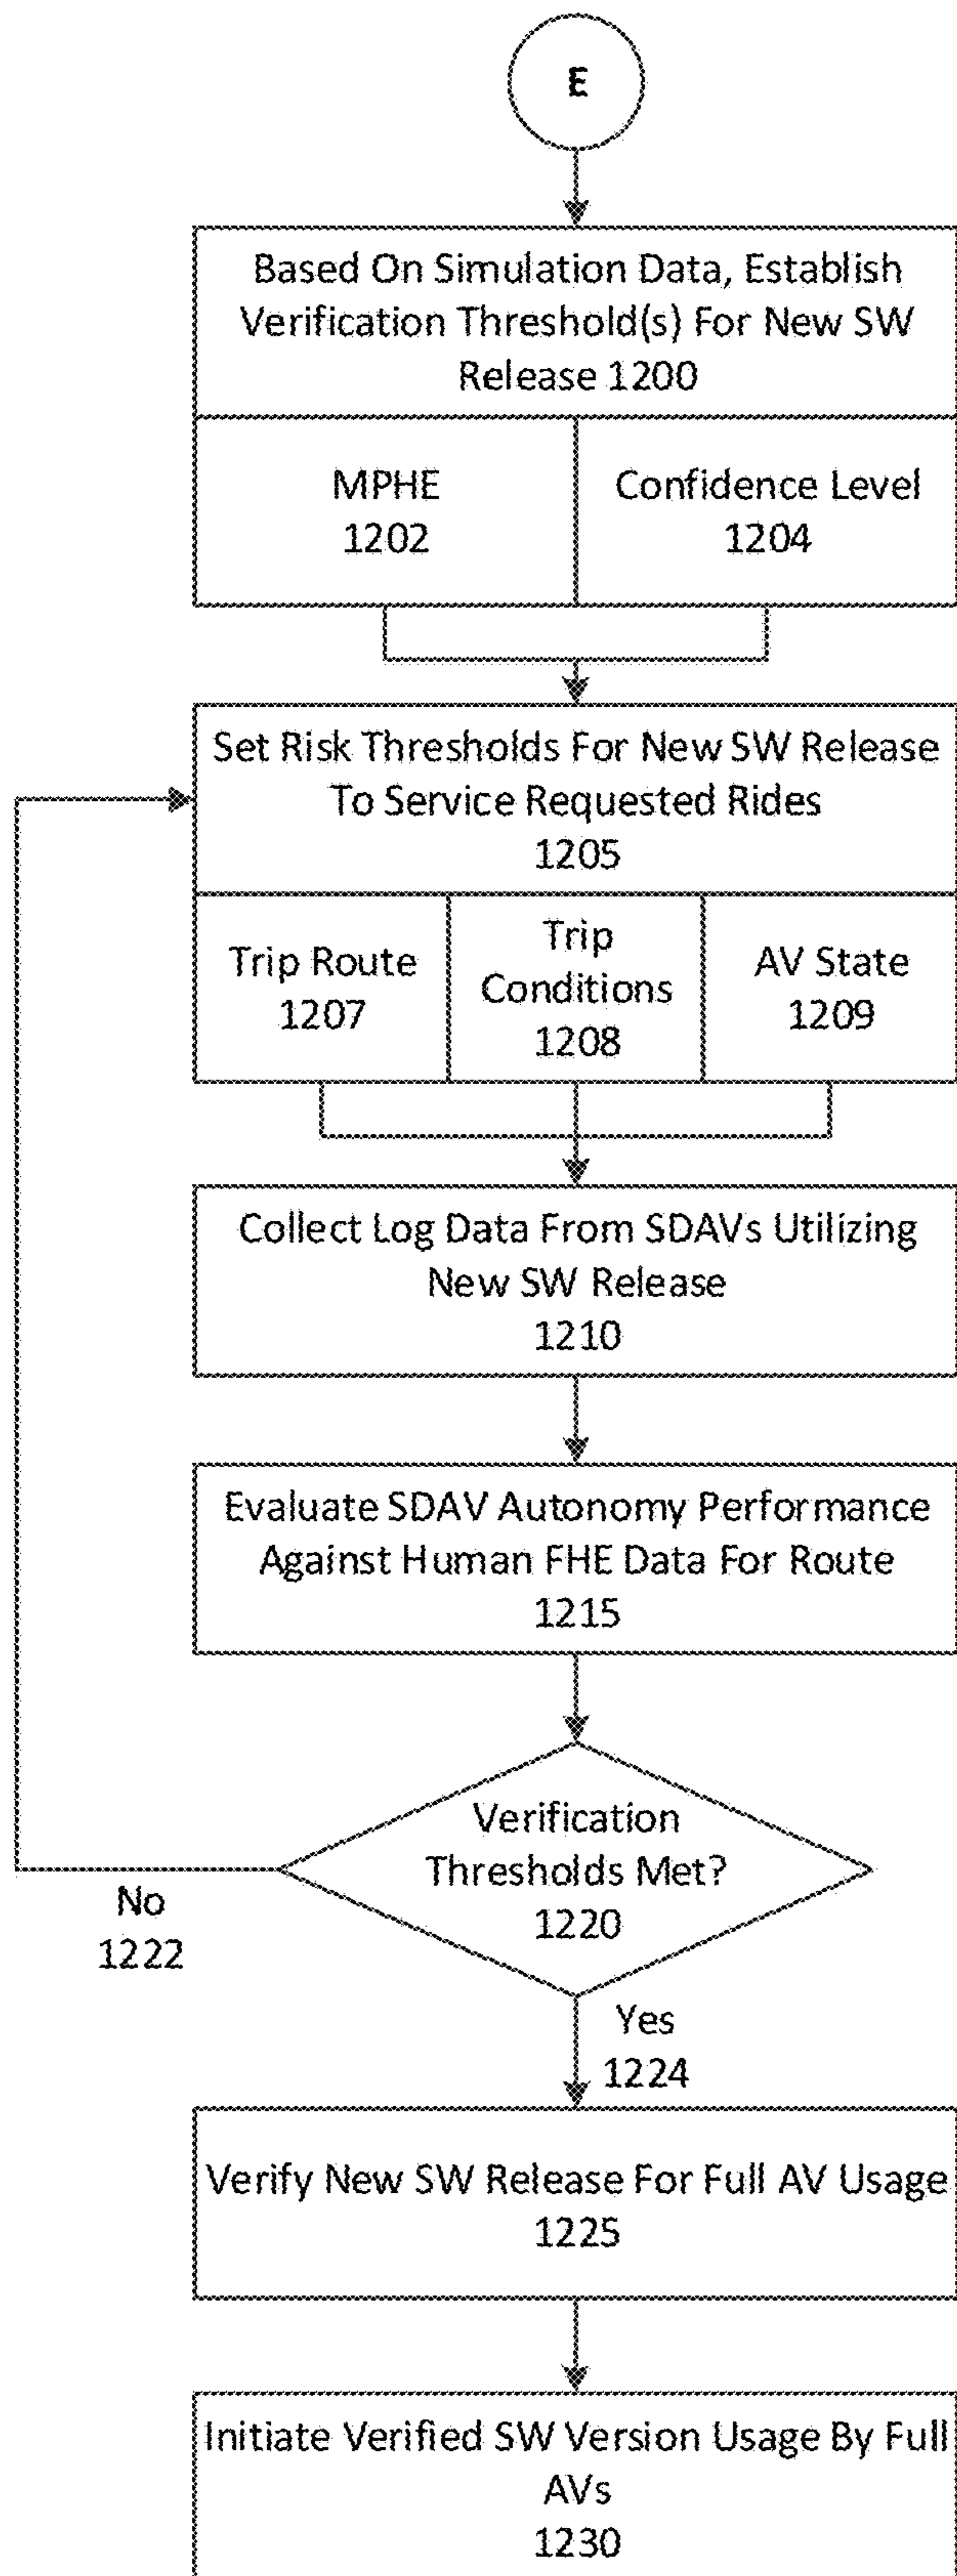 E
Based On Simulation Data, Establish
Verification Threshold(s) For New SW
Release 1200
MPHE
1202
Confidence Level
1204
Set Risk Thresholds For New SW Release
To Service Requested Rides
1205
Trip Route
1207
Trip
Conditions
1208
AV State
1209
Collect Log Data From SDAVs Utilizing
New SW Release
1210
Evaluate SDAV Autonomy Performance
Against Human FHE Data For Route
1215
Verification
Thresholds Met?
1220
No
1222
Yes
1224
Verify New SW Release For Full AV Usage
1225
Initiate Verified SW Version Usage By Full
AVs
1230